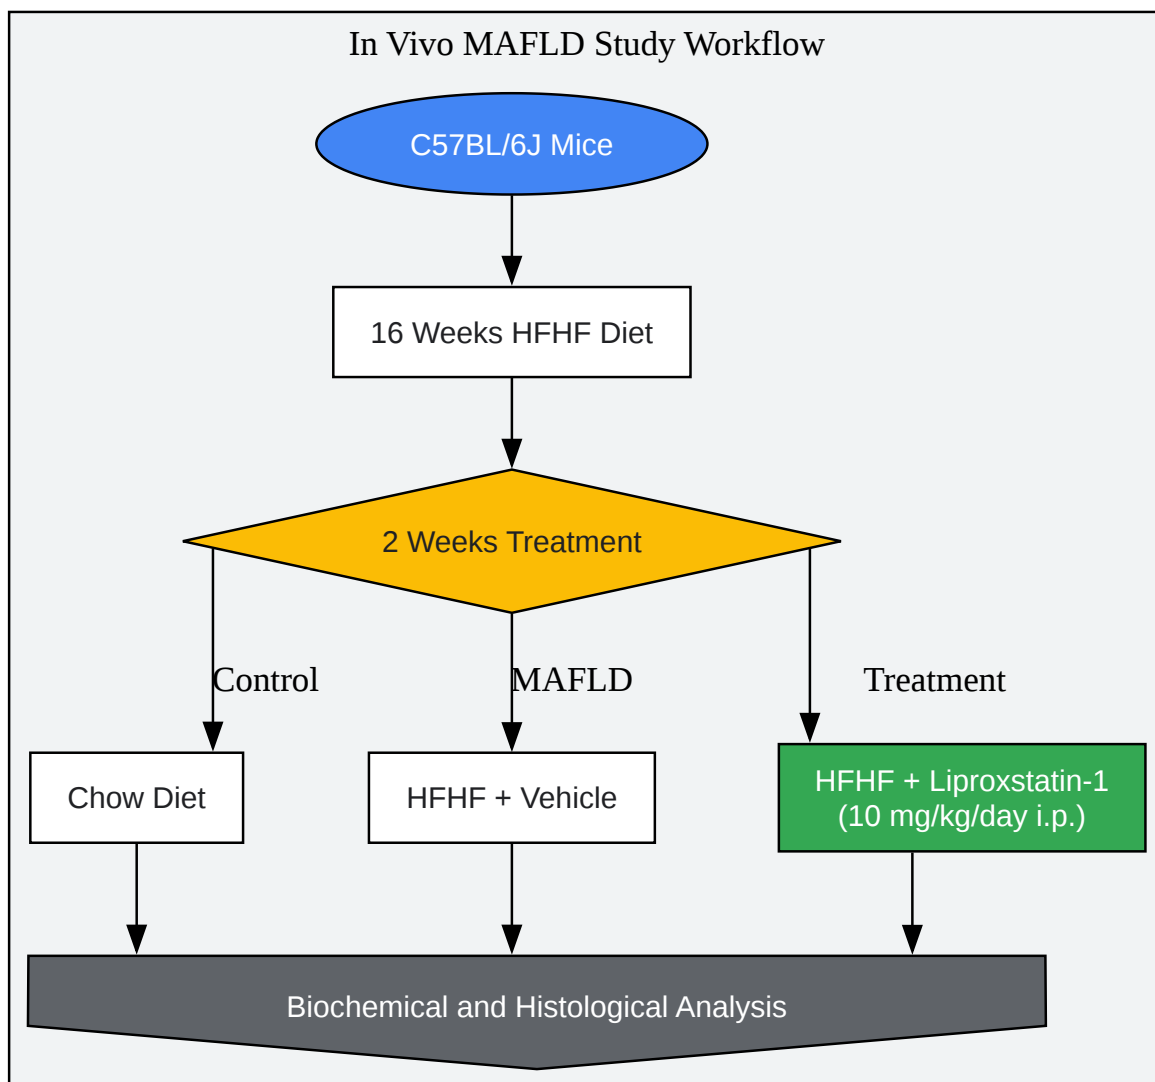 In Vivo MAFLD Study Workflow
C57BL/6J Mice
16 Weeks HFHF Diet
2 Weeks Treatment
Control
MAFLD
Treatment
Chow Diet
HFHF + Vehicle
HFHF + Liproxstatin-1
(10 mg/kg/day i.p.)
Biochemical and Histological Analysis